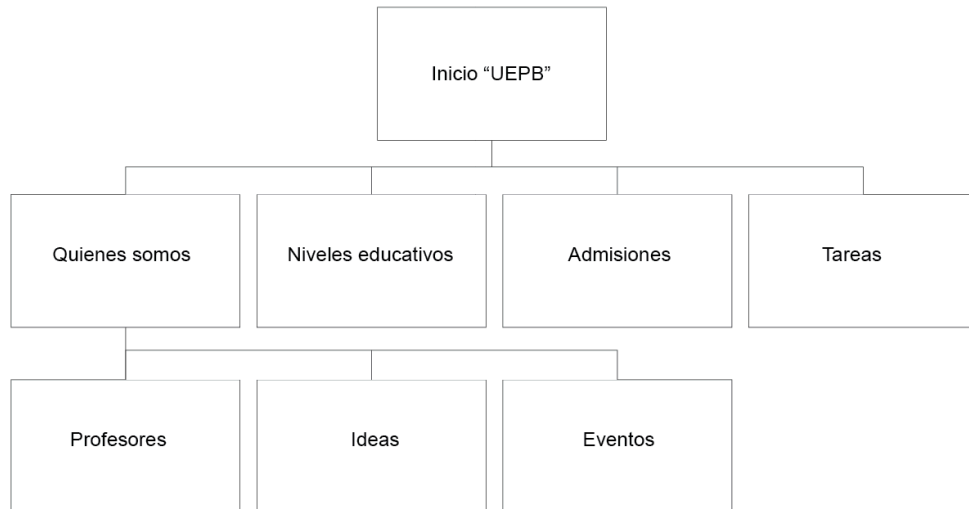 Inicio “UEPB”
Quienes somos
Niveles educativos
Admisiones
Tareas
Profesores
Ideas
Eventos